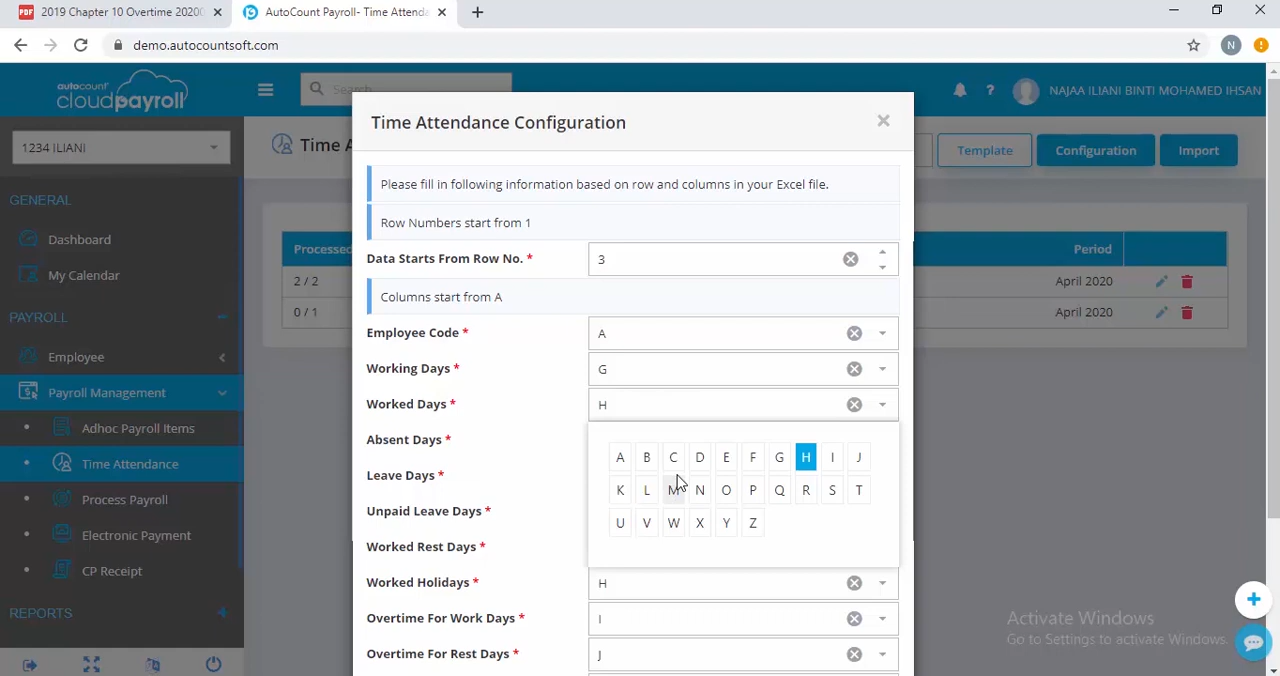 2019 Chapter 10 Overtime 20200
AutoCount Payroll- Time Attenda
demo.autocountsoft.com
N
autocount
cloudpayroll
Search
NAJAA ILIANI BINTI MOHAMED IHSAN
1234 ILIANI
Time A
Template
Configuration
Import
GENERAL
Dashboard
My Calendar
PAYROLL
Employee
Payroll Management
Adhoc Payroll Items
Time Attendance
Process Payroll
Electronic Payment
CP Receipt
REPORTS
Processed
Period
2 / 2
April 2020
0 / 1
April 2020
Time Attendance Configuration
Please fill in following information based on row and columns in your Excel file.
Row Numbers start from 1
Data Starts From Row No. * 3
Columns start from A
Employee Code * A
Working Days * G
Worked Days * H
Absent Days *
Leave Days *
Unpaid Leave Days *
Worked Rest Days *
A B C D E F G H I J
K L M N O P Q R S T
U V W X Y Z
Worked Holidays * H
Overtime For Work Days * I
Overtime For Rest Days * J
Activate Windows
Go to Settings to activate Windows.